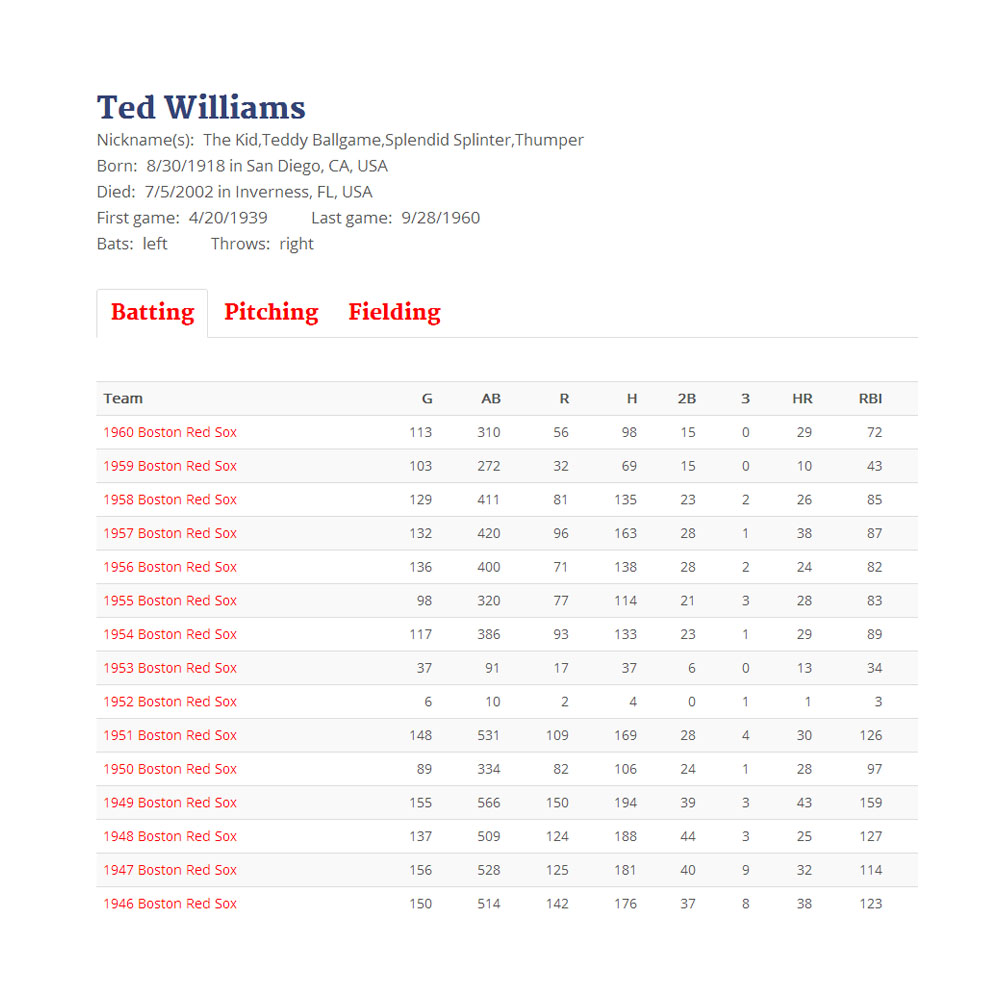 Ted Williams
Nickname(s): The Kid,Teddy Ballgame,Splendid Splinter,Thumper
Born: 8/30/1918 in San Diego, CA, USA
Died: 7/5/2002 in Inverness, FL, USA
First game: 4/20/1939 Last game: 9/28/1960
Bats: left Throws: right
Batting Pitching Fielding
Team G AB R H 2B 3 HR RBI
1960 Boston Red Sox 113 310 56 98 15 0 29 72
1959 Boston Red Sox 103 272 32 69 15 0 10 43
1958 Boston Red Sox 129 411 81 135 23 2 26 85
1957 Boston Red Sox 132 420 96 163 28 1 38 87
1956 Boston Red Sox 136 400 71 138 28 2 24 82
1955 Boston Red Sox 98 320 77 114 21 3 28 83
1954 Boston Red Sox 117 386 93 133 23 1 29 89
1953 Boston Red Sox 37 91 17 37 6 0 13 34
1952 Boston Red Sox 6 10 2 4 0 1 1 3
1951 Boston Red Sox 148 531 109 169 28 4 30 126
1950 Boston Red Sox 89 334 82 106 24 1 28 97
1949 Boston Red Sox 155 566 150 194 39 3 43 159
1948 Boston Red Sox 137 509 124 188 44 3 25 127
1947 Boston Red Sox 156 528 125 181 40 9 32 114
1946 Boston Red Sox 150 514 142 176 37 8 38 123